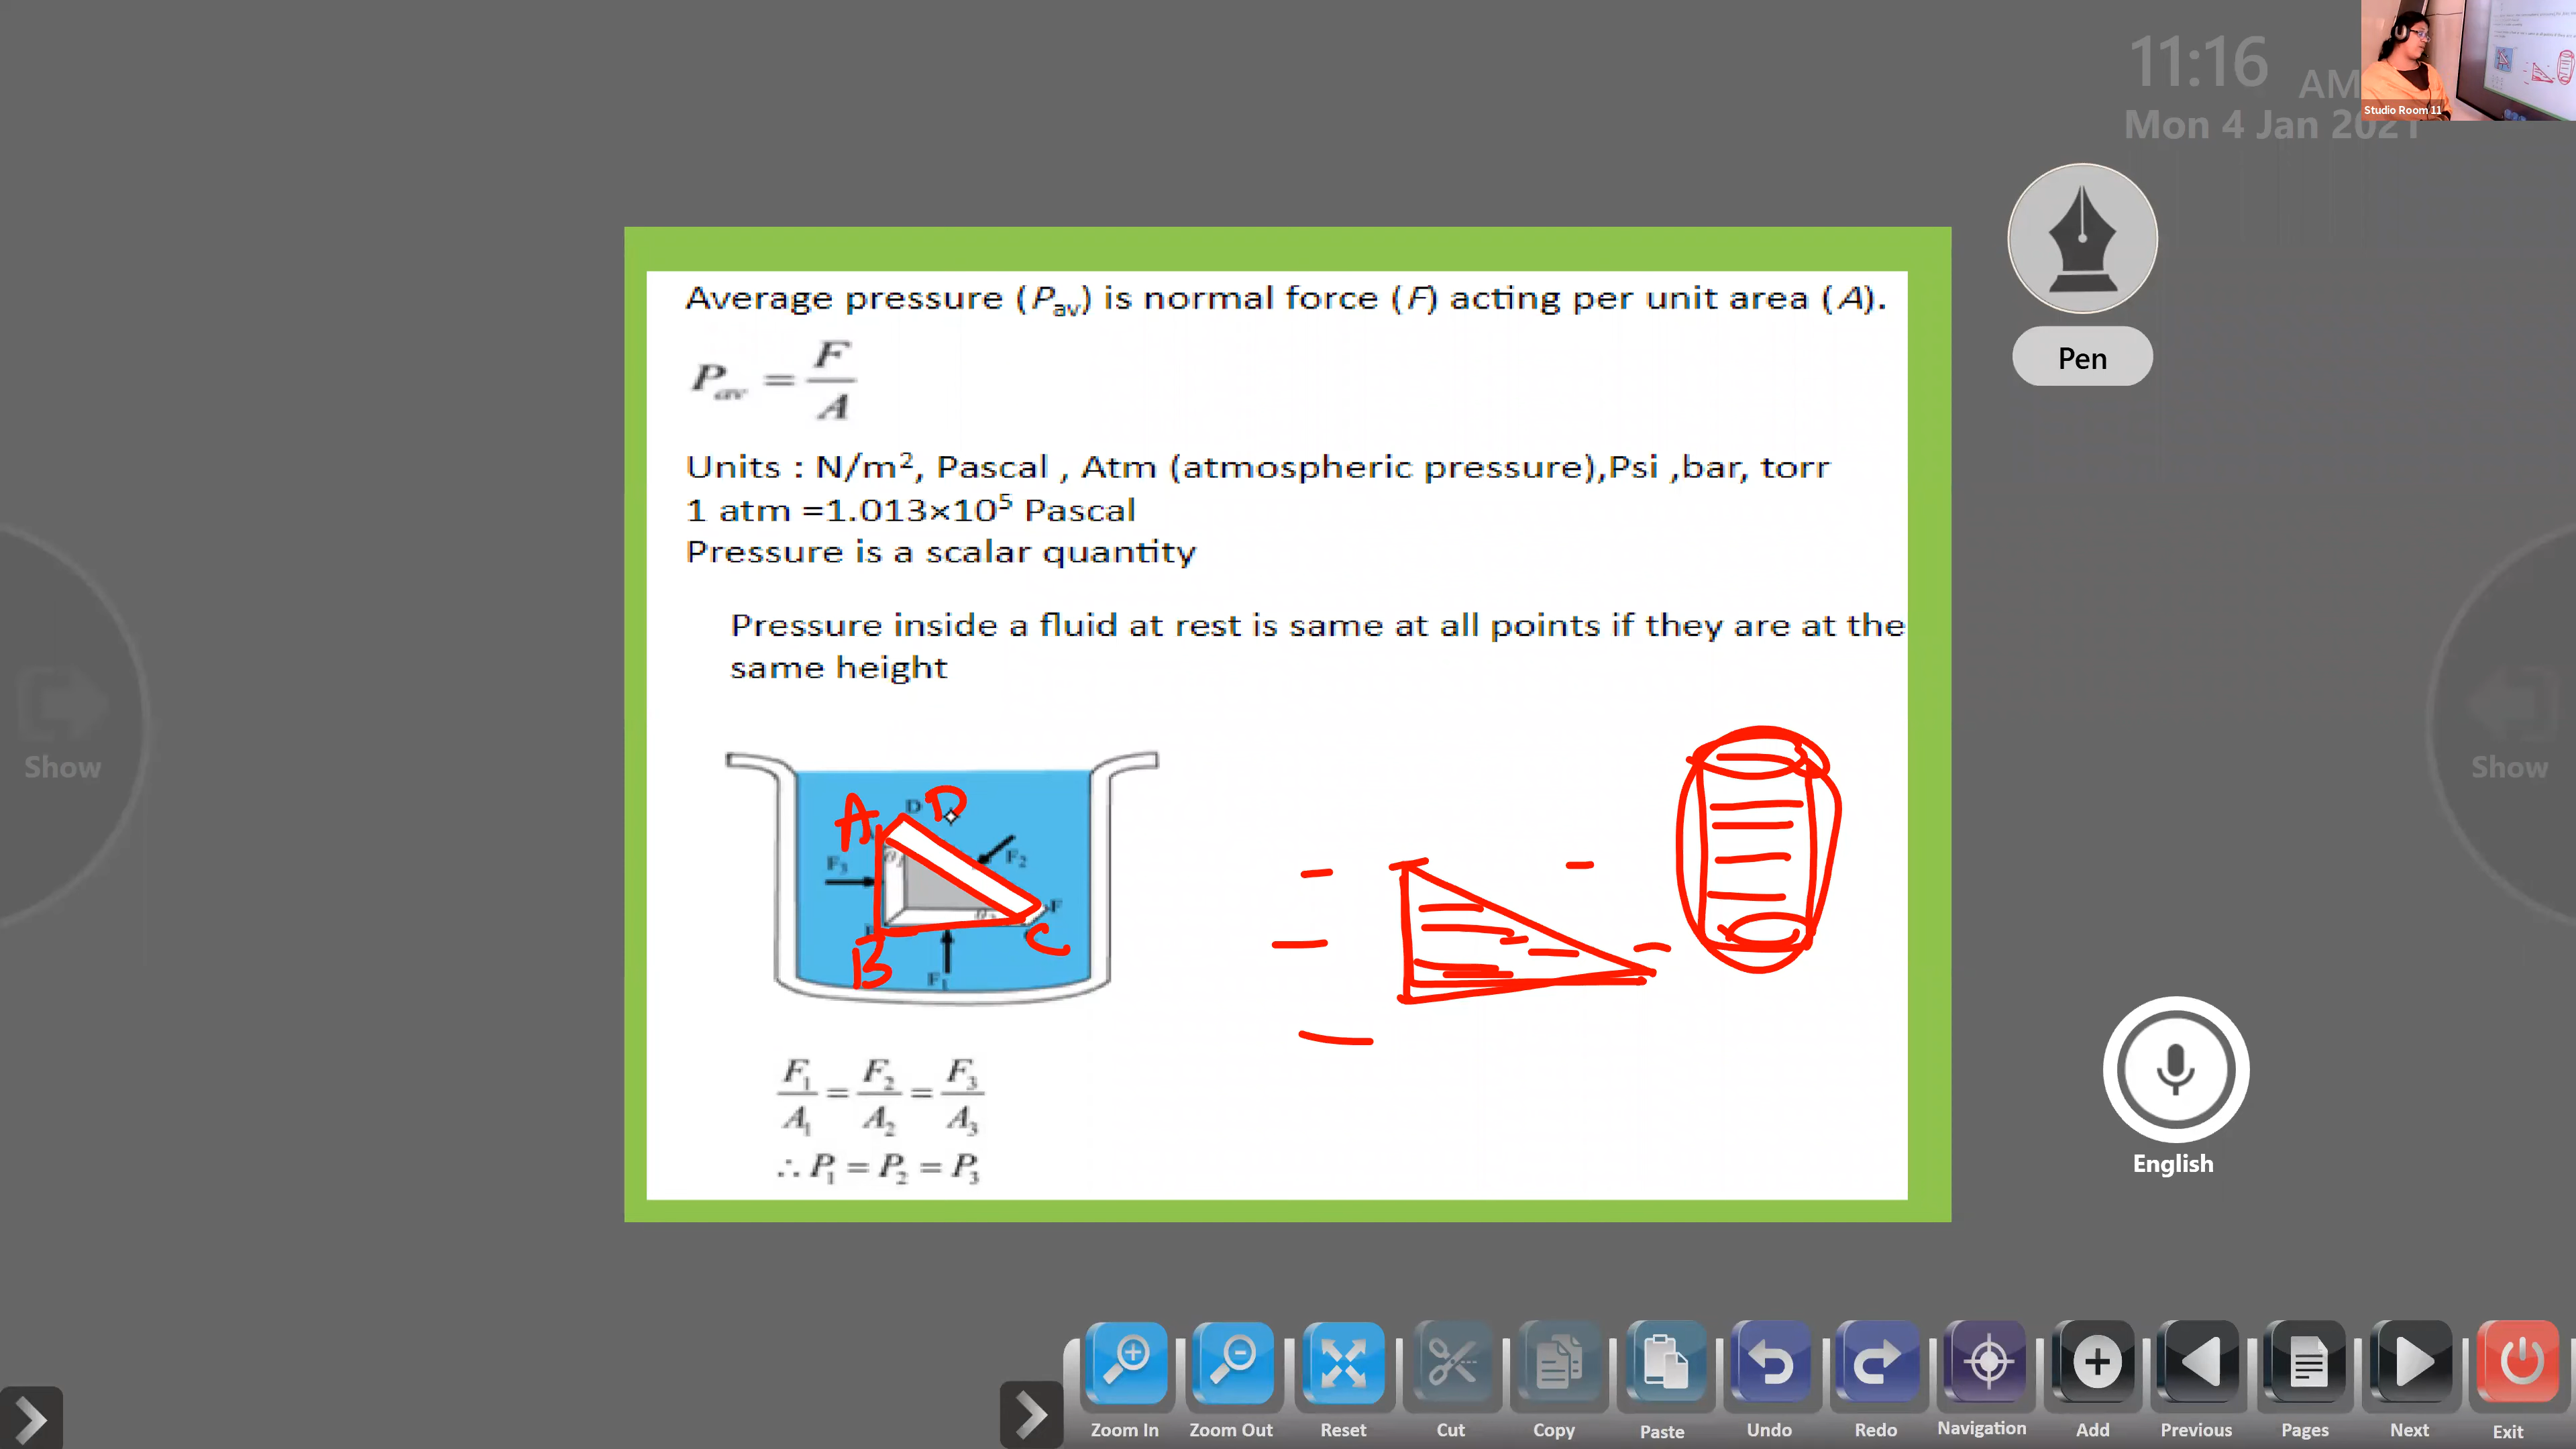 11:16 AM
Mon 4 Jan 2021
Studio Room 11
Pen
Average pressure (Pav) is normal force (F) acting per unit area (A).
Pav = F/A
Units : N/m², Pascal , Atm (atmospheric pressure),Psi ,bar, torr
1 atm =1.013×10⁵ Pascal
Pressure is a scalar quantity
Pressure inside a fluid at rest is same at all points if they are at the
same height
Show
Show
D D
A
F3
F2
F
C
B
F1
F1/A1 = F2/A2 = F3/A3
∴ P1 = P2 = P3
English
Zoom In Zoom Out Reset Cut Copy Paste Undo Redo Navigation Add Previous Pages Next Exit